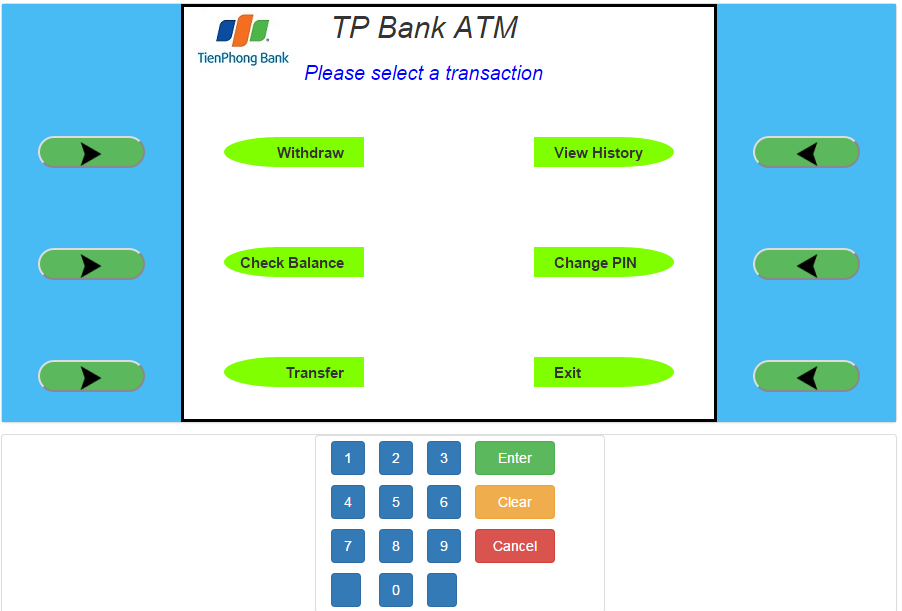 TP Bank ATM
TienPhong Bank
Please select a transaction
Withdraw
View History
Check Balance
Change PIN
Transfer
Exit
1 2 3 Enter
4 5 6 Clear
7 8 9 Cancel
0